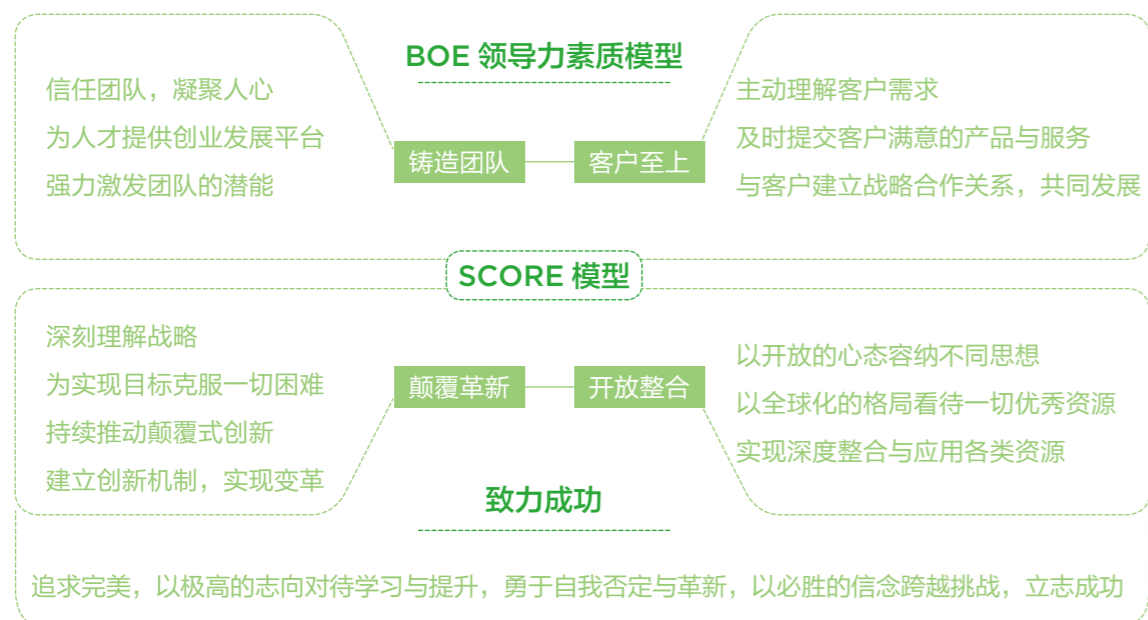 BOE 领导力素质模型
信任团队，凝聚人心
为人才提供创业发展平台
强力激发团队的潜能
铸造团队
客户至上
主动理解客户需求
及时提交客户满意的产品与服务
与客户建立战略合作关系，共同发展
SCORE 模型
深刻理解战略
为实现目标克服一切困难
持续推动颠覆式创新
建立创新机制，实现变革
颠覆革新
开放整合
以开放的心态容纳不同思想
以全球化的格局看待一切优秀资源
实现深度整合与应用各类资源
致力成功
追求完美，以极高的志向对待学习与提升，勇于自我否定与革新，以必胜的信念跨越挑战，立志成功